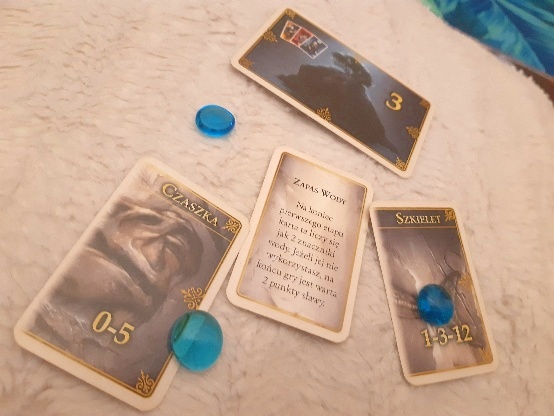 3
CZASZKA
0-5
ZAPAS WODY
Na koniec
pierwszego etapu
karta ta liczy się
jak 2 znaczniki
wody. Jeżeli jej nie
wykorzystasz, na
końcu gry jest warta
2 punkty sławy.
SZKIELET
1-3-12